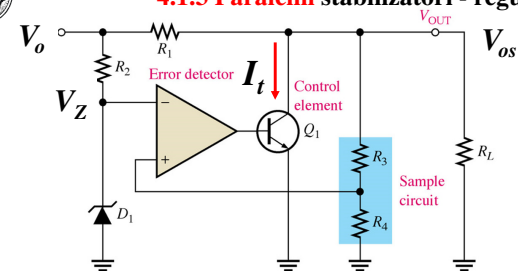 4.1.3 Paralelni stabilizatori - regu
V_OUT
V_o
R_1
V_os
R_2
Error detector
I_t
Control
element
V_Z
−
Q_1
+
R_3
R_L
Sample
circuit
D_1
R_4